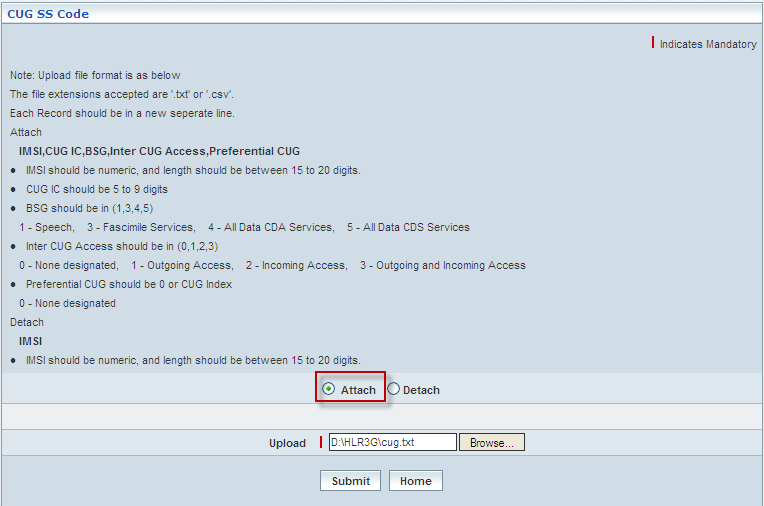 CUG SS Code
Indicates Mandatory
Note: Upload file format is as below
The file extensions accepted are '.txt' or '.csv'.
Each Record should be in a new seperate line.
Attach
IMSI,CUG IC,BSG,Inter CUG Access,Preferential CUG
● IMSI should be numeric, and length should be between 15 to 20 digits.
● CUG IC should be 5 to 9 digits
● BSG should be in (1,3,4,5)
1 - Speech, 3 - Fascimile Services, 4 - All Data CDA Services, 5 - All Data CDS Services
● Inter CUG Access should be in (0,1,2,3)
0 - None designated, 1 - Outgoing Access, 2 - Incoming Access, 3 - Outgoing and Incoming Access
● Preferential CUG should be 0 or CUG Index
0 - None designated
Detach
IMSI
● IMSI should be numeric, and length should be between 15 to 20 digits.
Attach Detach
Upload D:\HLR3G\cug.txt Browse...
Submit Home